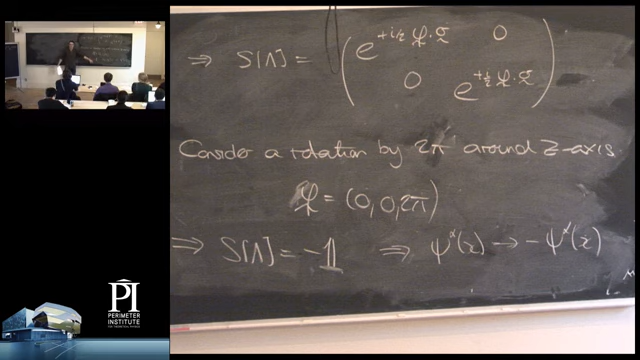 ⇒ S[Λ] = ( e^{+i/2 φ·σ} 0
0 e^{+i/2 φ·σ} )
Consider a rotation by 2π around z-axis.
φ = (0,0,2π)
⇒ S[Λ] = -𝟙 ⇒ ψ^α(x) → -ψ^α(x)
PI
PERIMETER
INSTITUTE
FOR THEORETICAL PHYSICS